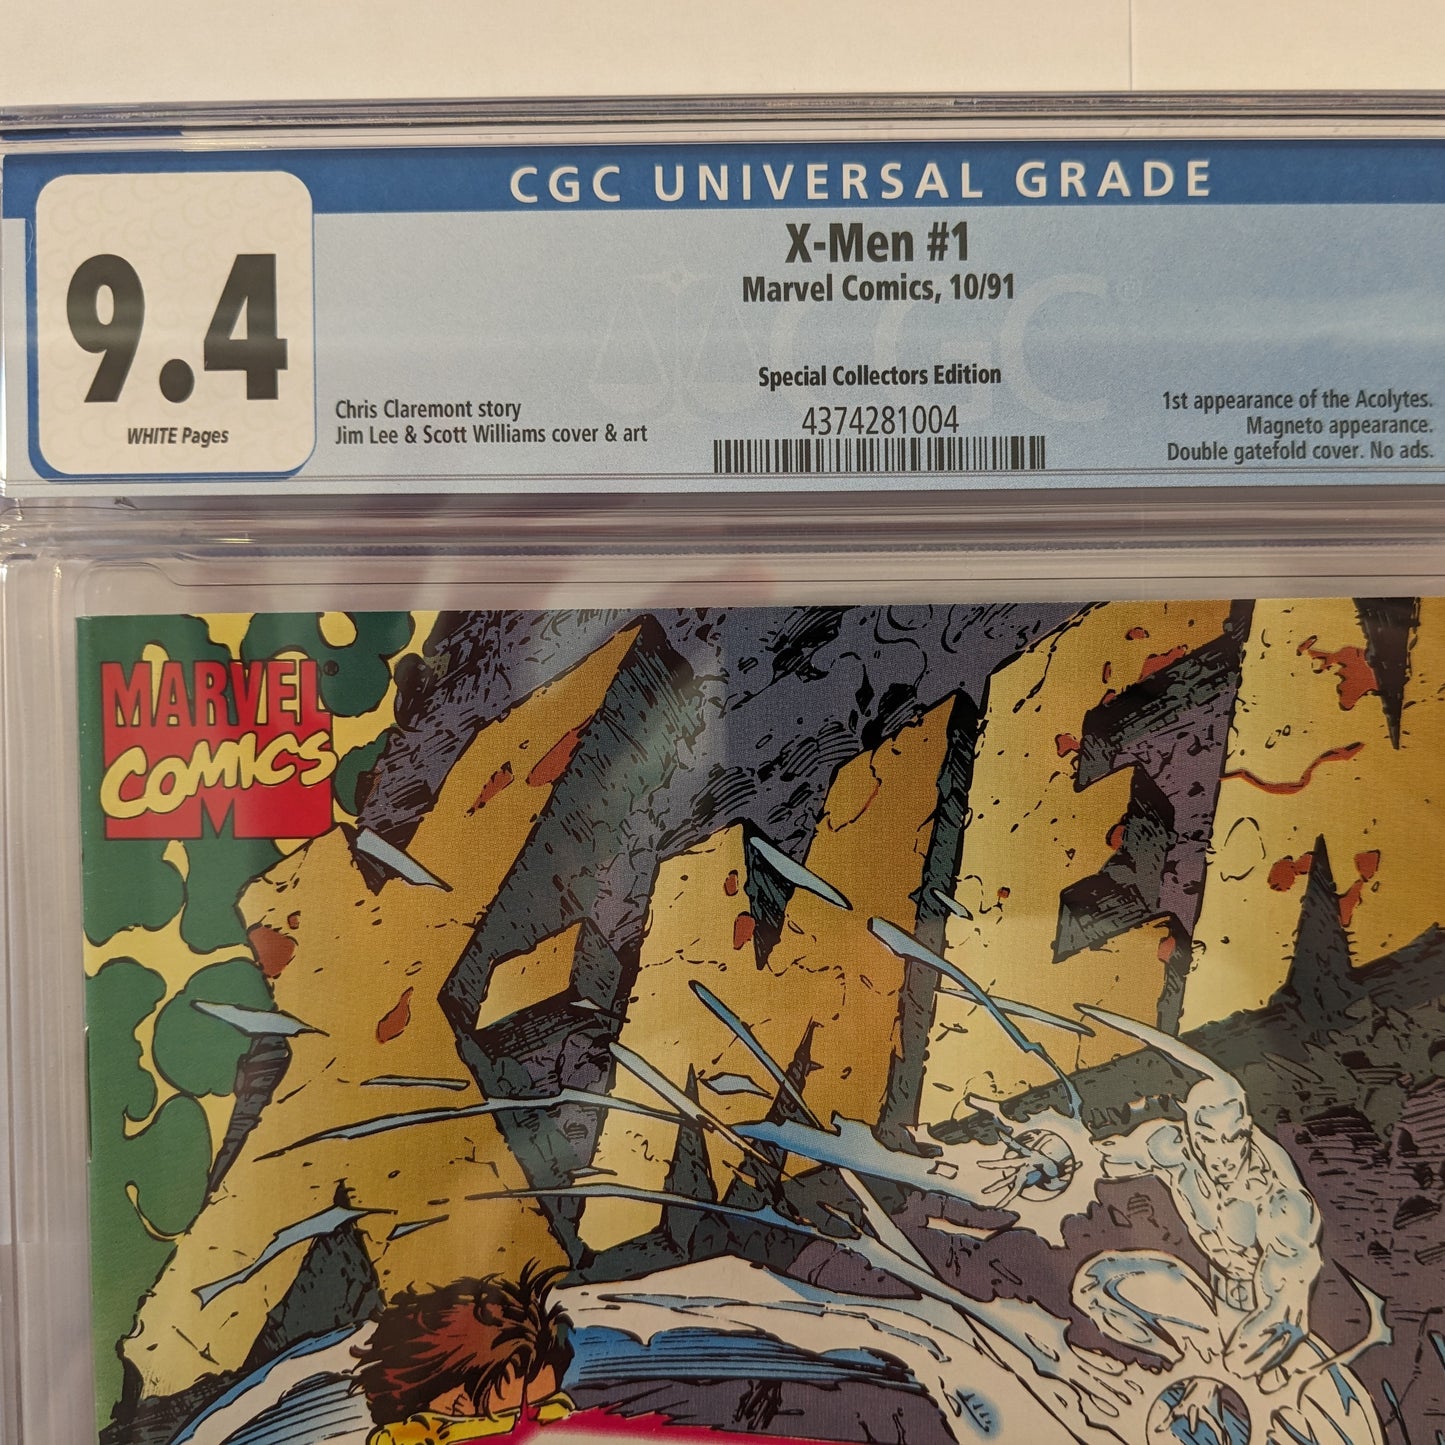 CGC UNIVERSAL GRADE
9.4
WHITE Pages
X-Men #1
Marvel Comics, 10/91
Special Collectors Edition
Chris Claremont story
Jim Lee & Scott Williams cover & art
4374281004
1st appearance of the Acolytes.
Magneto appearance.
Double gatefold cover. No ads.
CGC®
MARVEL®
COMICS
M